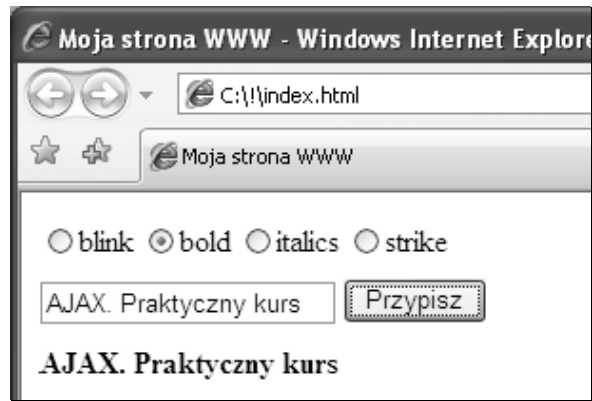 Moja strona WWW - Windows Internet Explore
C:\!\index.html
Moja strona WWW
blink bold italics strike
AJAX. Praktyczny kurs Przypisz
AJAX. Praktyczny kurs